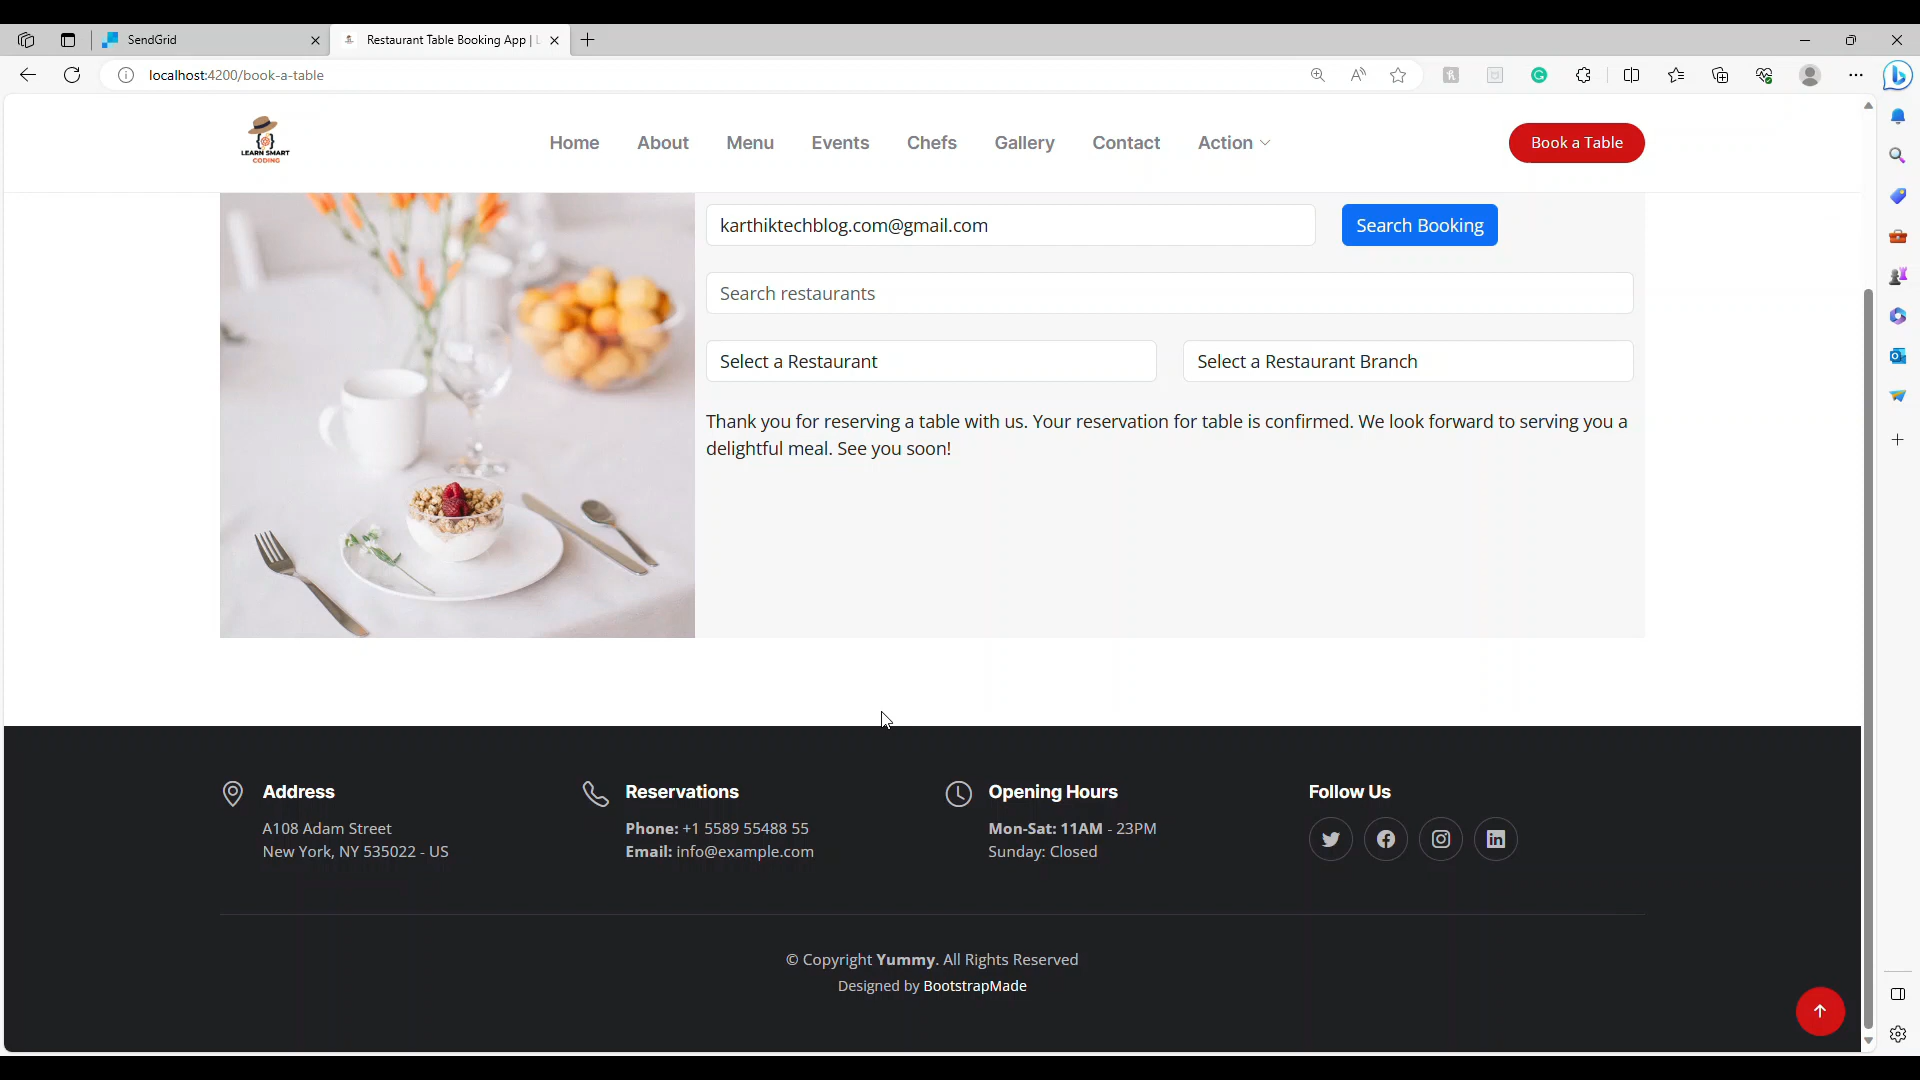 SendGrid
Restaurant Table Booking App | L
localhost:4200/book-a-table
LEARN SMART
CODING
Home
About
Menu
Events
Chefs
Gallery
Contact
Action
Book a Table
karthiktechblog.com@gmail.com
Search Booking
Search restaurants
Select a Restaurant
Select a Restaurant Branch
Thank you for reserving a table with us. Your reservation for table is confirmed. We look forward to serving you a
delightful meal. See you soon!
Address
A108 Adam Street
New York, NY 535022 - US
Reservations
Phone: +1 5589 55488 55
Email: info@example.com
Opening Hours
Mon-Sat: 11AM - 23PM
Sunday: Closed
Follow Us
© Copyright Yummy. All Rights Reserved
Designed by BootstrapMade